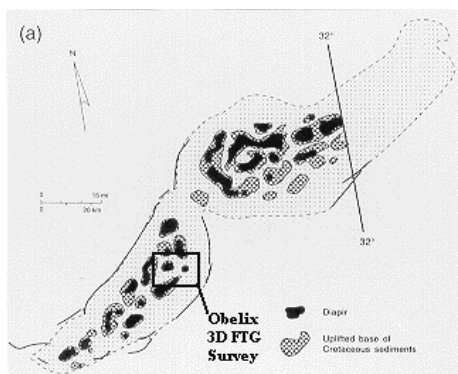 (a)
32°
N
0 15 mi
0 20 km
32°
Obelix
3D FTG
Survey
Diapir
Uplifted base of
Cretaceous sediments